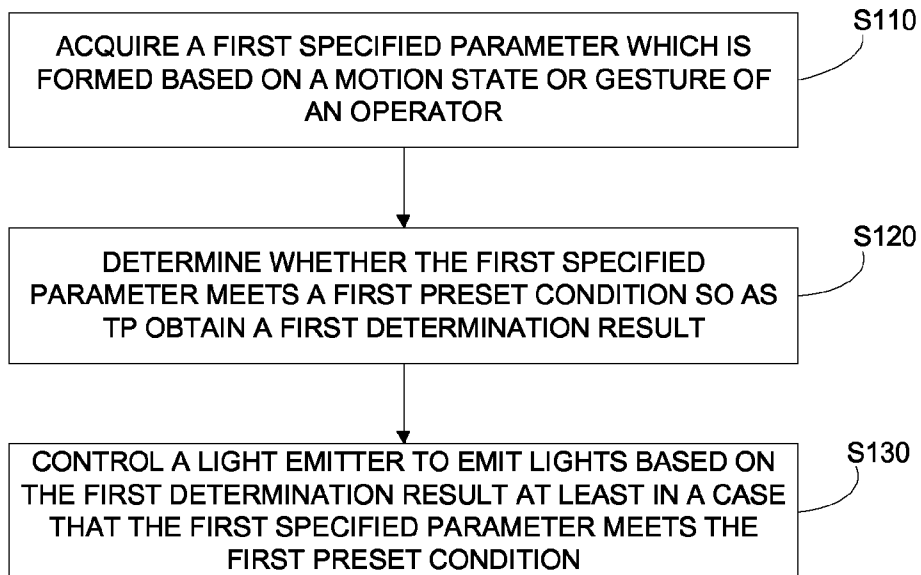 S110
ACQUIRE A FIRST SPECIFIED PARAMETER WHICH IS
FORMED BASED ON A MOTION STATE OR GESTURE OF
AN OPERATOR
S120
DETERMINE WHETHER THE FIRST SPECIFIED
PARAMETER MEETS A FIRST PRESET CONDITION SO AS
TP OBTAIN A FIRST DETERMINATION RESULT
S130
CONTROL A LIGHT EMITTER TO EMIT LIGHTS BASED ON
THE FIRST DETERMINATION RESULT AT LEAST IN A CASE
THAT THE FIRST SPECIFIED PARAMETER MEETS THE
FIRST PRESET CONDITION